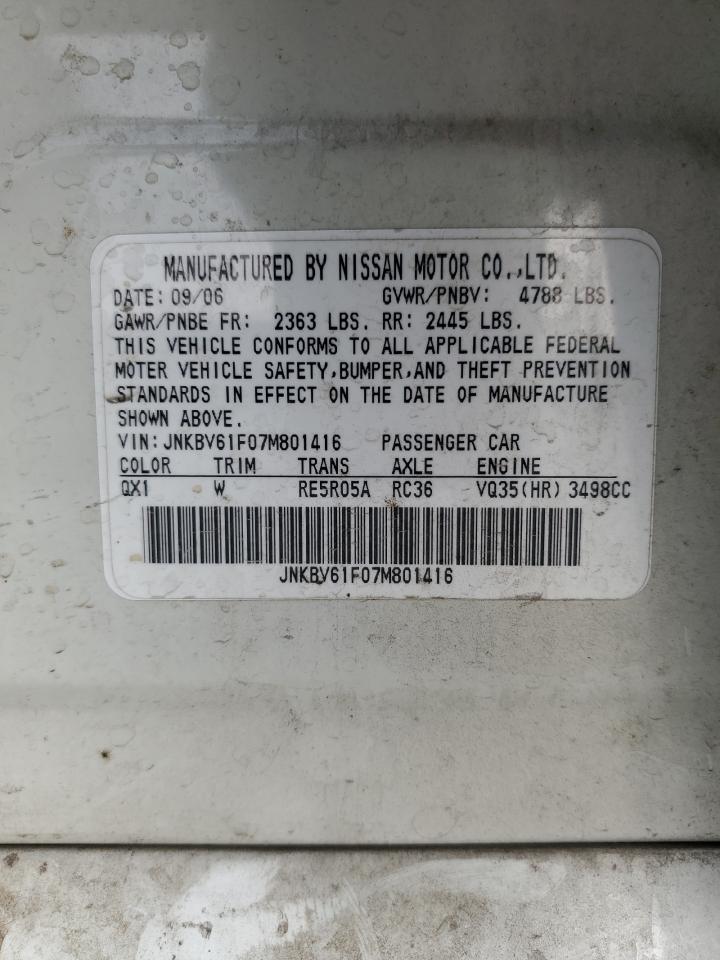 MANUFACTURED BY NISSAN MOTOR CO.,LTD.
DATE: 09/06 GVWR/PNBV: 4788 LBS.
GAWR/PNBE FR: 2363 LBS. RR: 2445 LBS.
THIS VEHICLE CONFORMS TO ALL APPLICABLE FEDERAL
MOTER VEHICLE SAFETY,BUMPER,AND THEFT PREVENTION
STANDARDS IN EFFECT ON THE DATE OF MANUFACTURE
SHOWN ABOVE.
VIN: JNKBV61F07M801416 PASSENGER CAR
COLOR TRIM TRANS AXLE ENGINE
QX1 W RE5R05A RC36 VQ35(HR) 3498CC
JNKBV61F07M801416